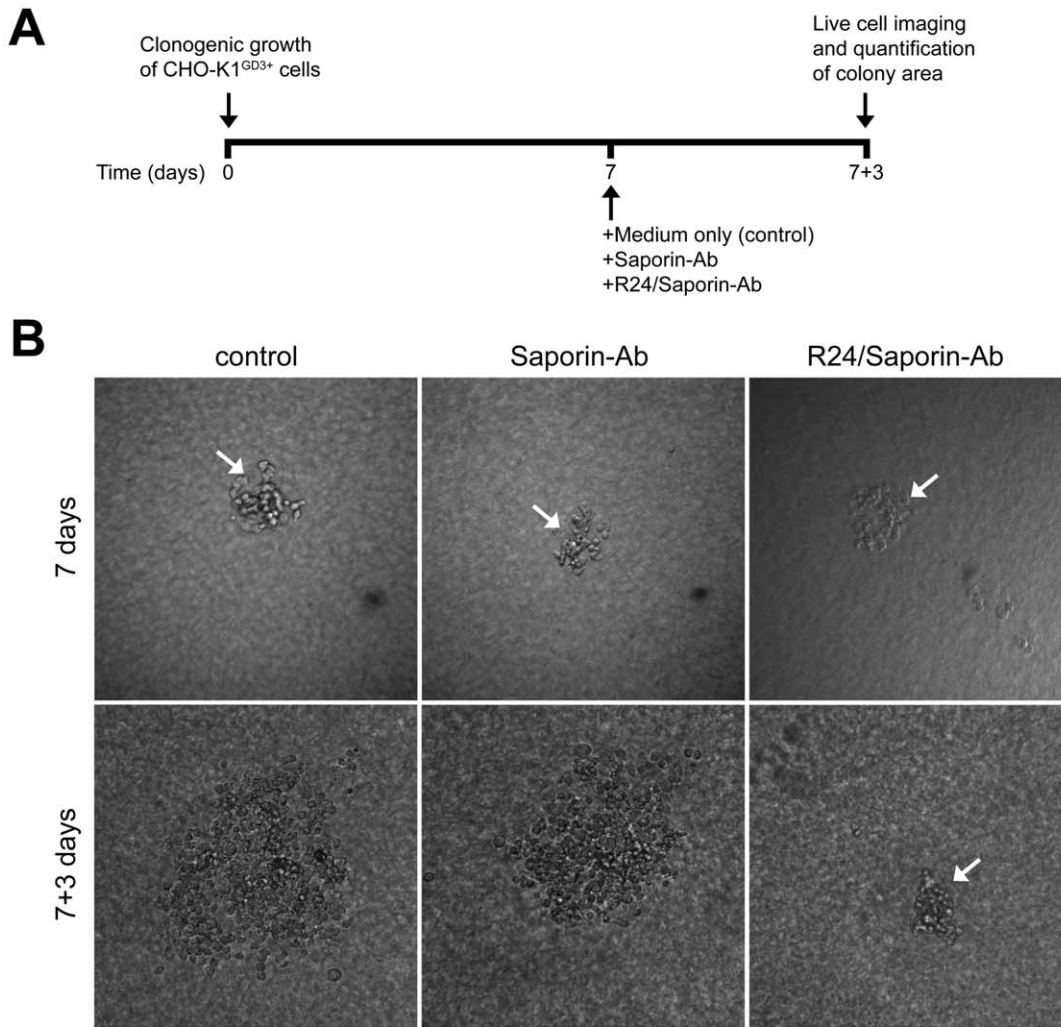 A
Clonogenic growth
of CHO-K1GD3+ cells
Live cell imaging
and quantification
of colony area
Time (days)
0
7
7+3
+Medium only (control)
+Saporin-Ab
+R24/Saporin-Ab
B
control
Saporin-Ab
R24/Saporin-Ab
7 days
7+3 days